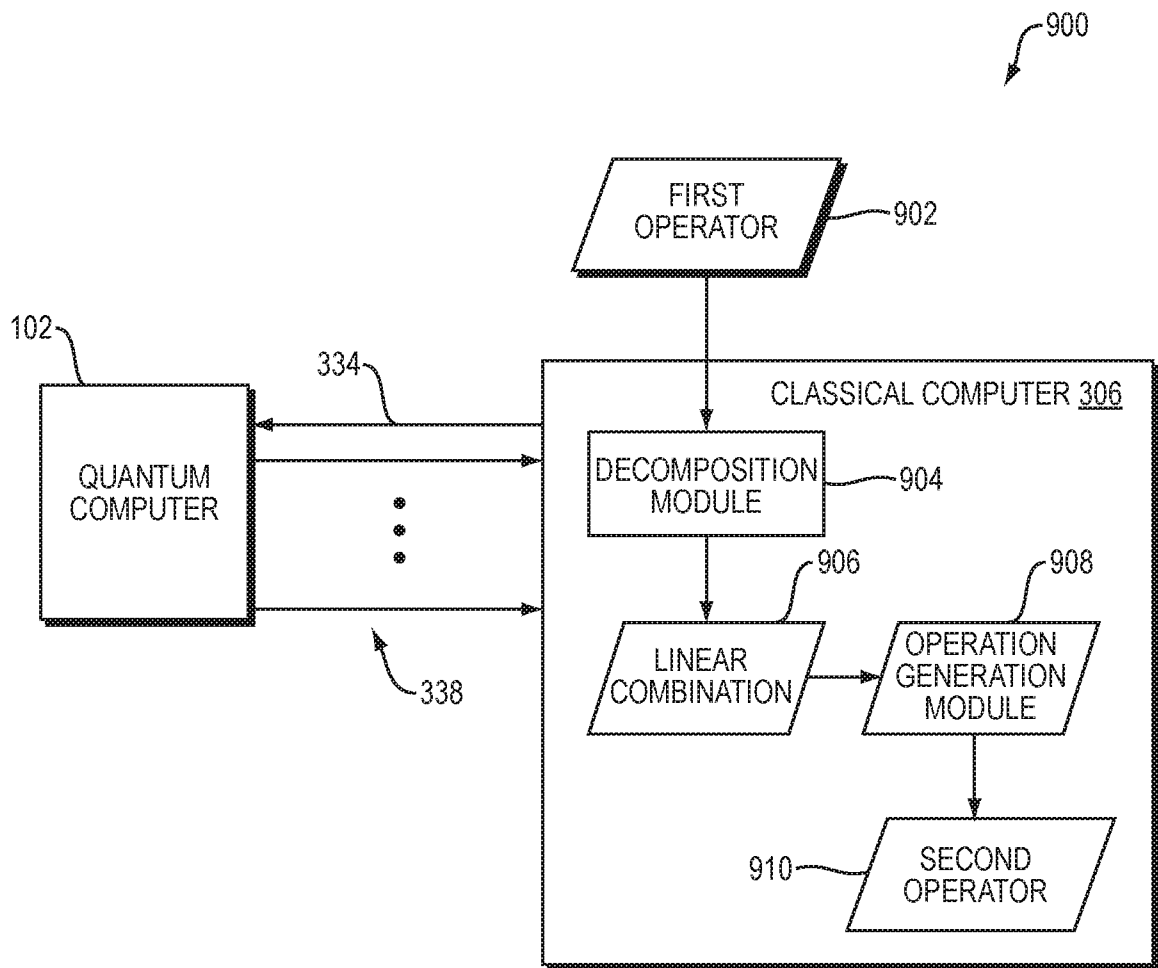 900
FIRST
OPERATOR
902
102
334
CLASSICAL COMPUTER 306
QUANTUM
COMPUTER
DECOMPOSITION
MODULE
904
906
908
LINEAR
COMBINATION
OPERATION
GENERATION
MODULE
338
910
SECOND
OPERATOR